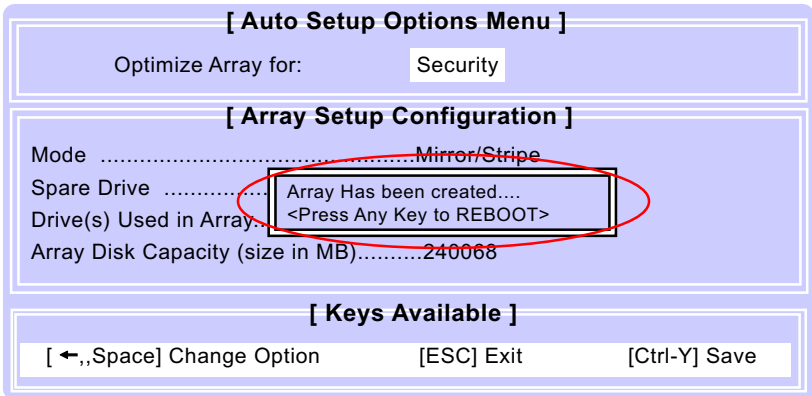 [ Auto Setup Options Menu ]
Optimize Array for: Security
[ Array Setup Configuration ]
Mode ................................................Mirror/Stripe
Spare Drive ................
Array Has been created....
<Press Any Key to REBOOT>
Drive(s) Used in Array..
Array Disk Capacity (size in MB)..........240068
[ Keys Available ]
[ ←,,Space] Change Option [ESC] Exit [Ctrl-Y] Save